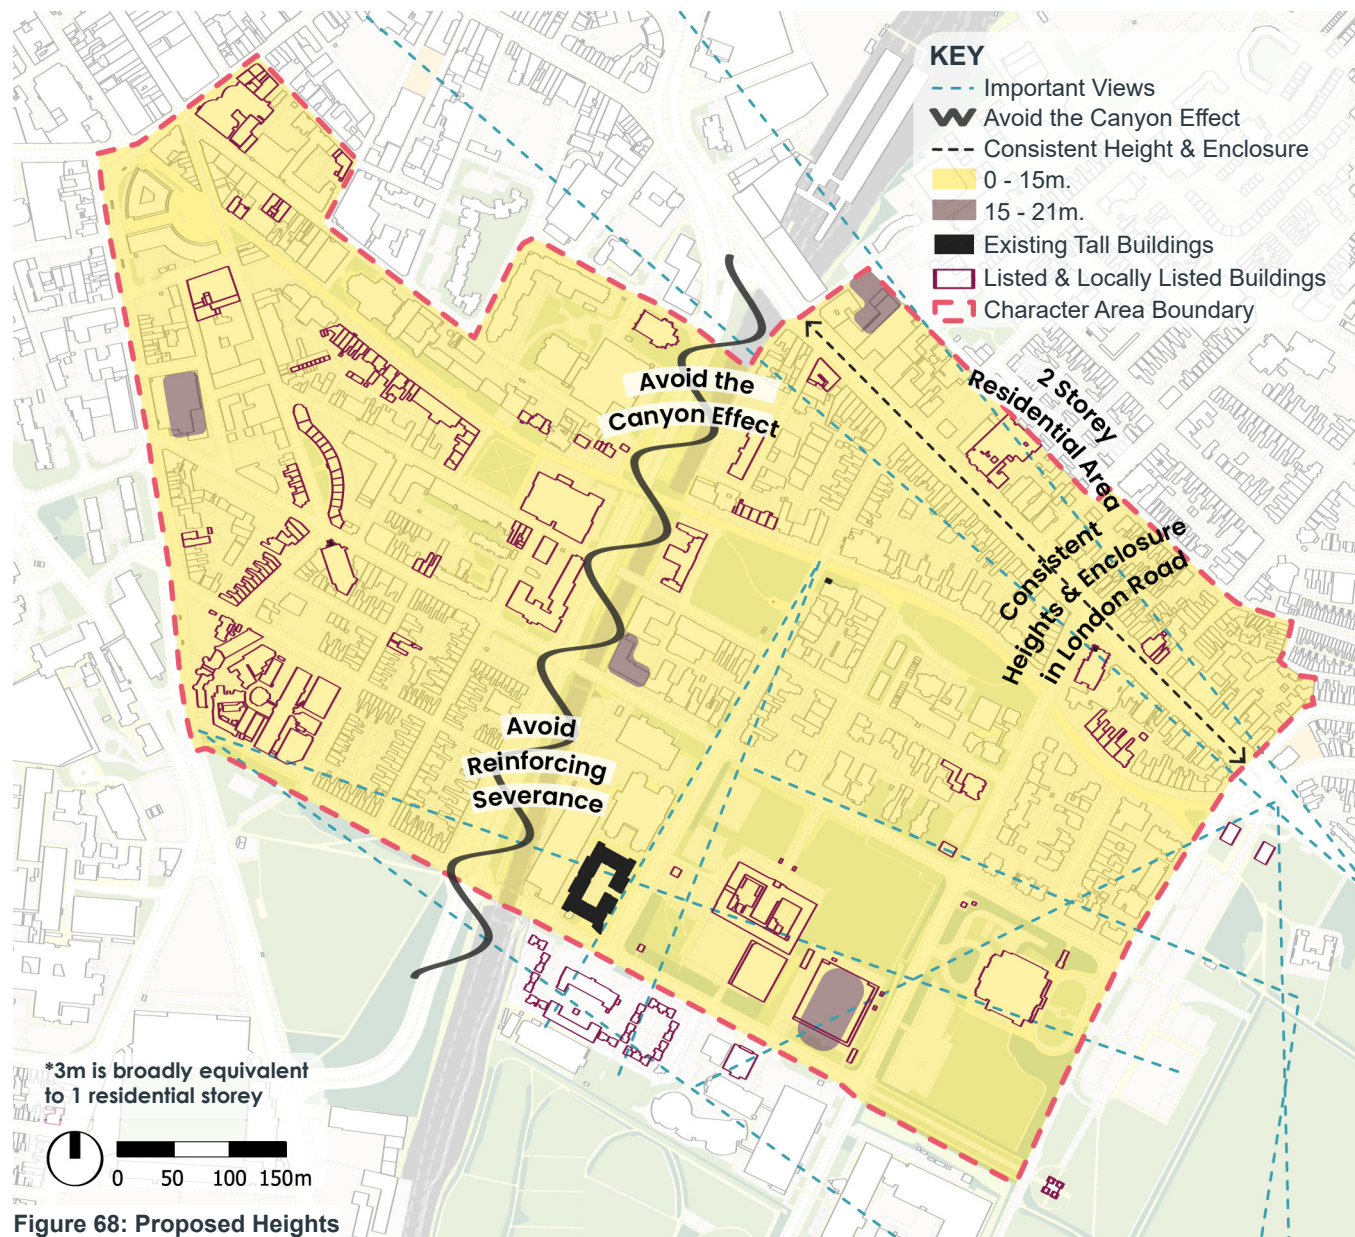 KEY
Important Views
Avoid the Canyon Effect
Consistent Height & Enclosure
0 - 15m.
15 - 21m.
Existing Tall Buildings
Listed & Locally Listed Buildings
Character Area Boundary
Avoid the
Canyon Effect
2 Storey
Residential Area
Consistent
Heights & Enclosure
in London Road
Avoid
Reinforcing
Severance
*3m is broadly equivalent
to 1 residential storey
0 50 100 150m
Figure 68: Proposed Heights